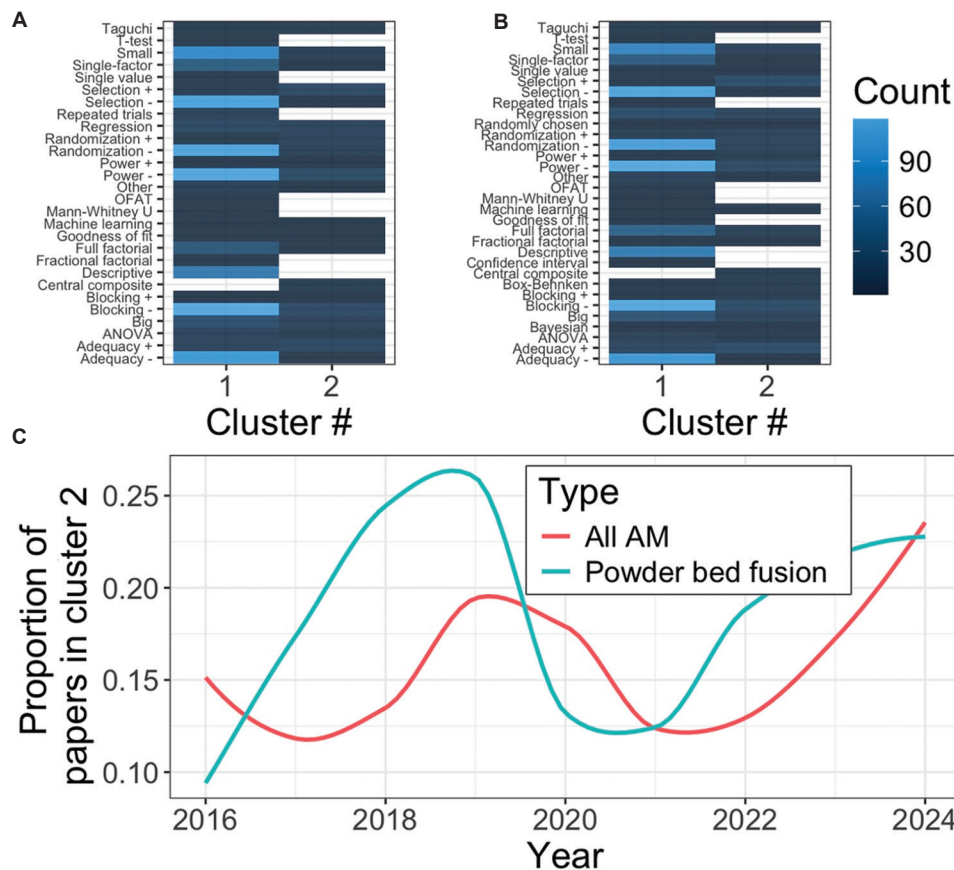 A
Taguchi
T-test
Small
Single-factor
Single value
Selection +
Selection -
Repeated trials
Regression
Randomization +
Randomization -
Power +
Power -
Other
OFAT
Mann-Whitney U
Machine learning
Goodness of fit
Full factorial
Fractional factorial
Descriptive
Central composite
Blocking +
Blocking -
Big
ANOVA
Adequacy +
Adequacy -
1 2
Cluster #
B
Taguchi
T-test
Small
Single-factor
Single value
Selection +
Selection -
Repeated trials
Regression
Randomly chosen
Randomization +
Randomization -
Power +
Power -
Other
OFAT
Mann-Whitney U
Machine learning
Goodness of fit
Full factorial
Fractional factorial
Descriptive
Confidence interval
Central composite
Box-Behnken
Blocking +
Blocking -
Big
Bayesian
ANOVA
Adequacy +
Adequacy -
1 2
Cluster #
Count
90
60
30
C
Proportion of
papers in cluster 2
0.25
0.20
0.15
0.10
Type
All AM
Powder bed fusion
2016 2018 2020 2022 2024
Year